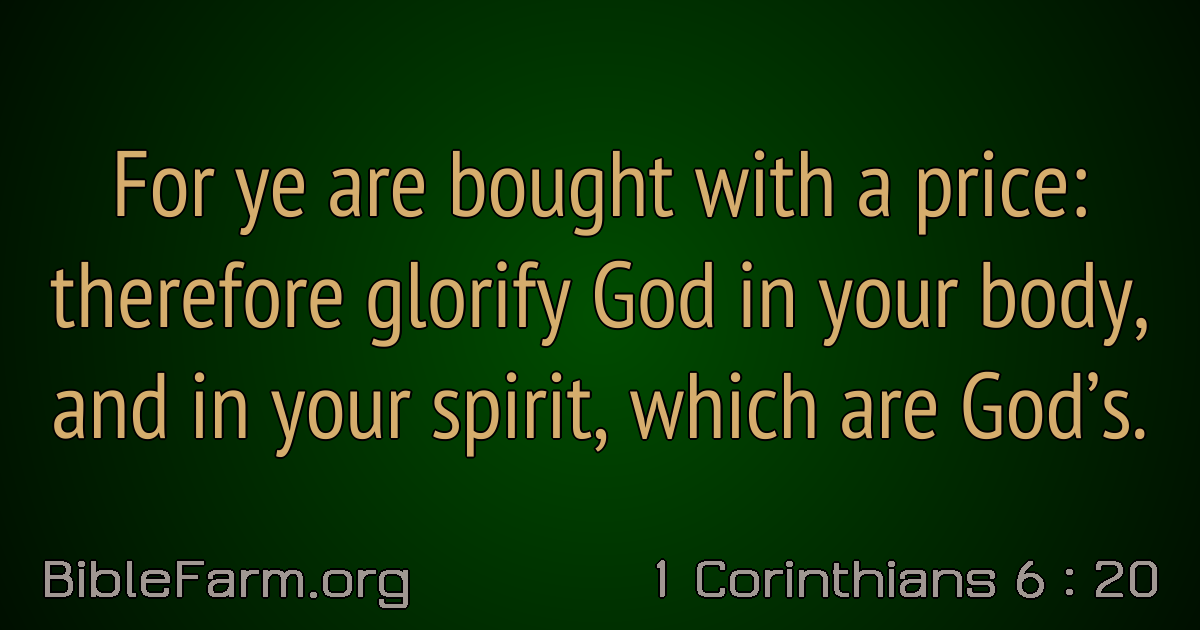 For ye are bought with a price:
therefore glorify God in your body,
and in your spirit, which are God’s.
BibleFarm.org
1 Corinthians 6 : 20